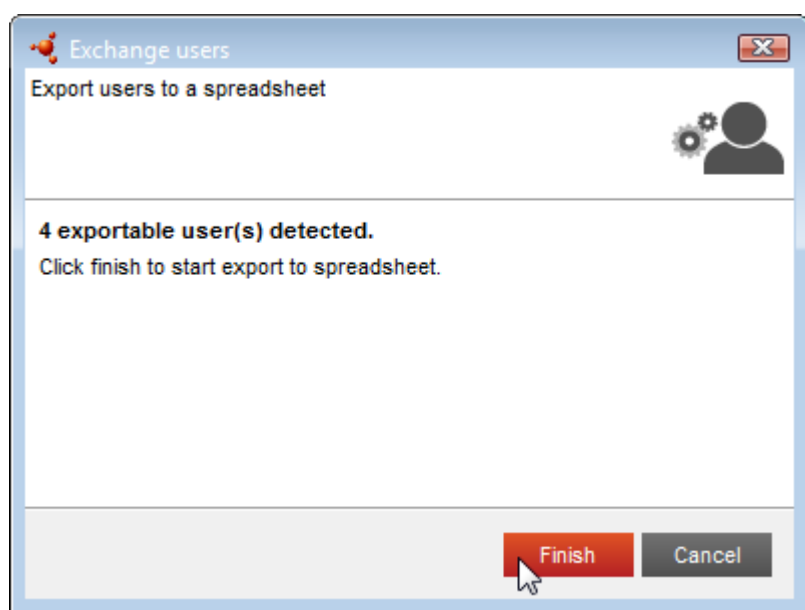 Exchange users
Export users to a spreadsheet
4 exportable user(s) detected.
Click finish to start export to spreadsheet.
Finish
Cancel